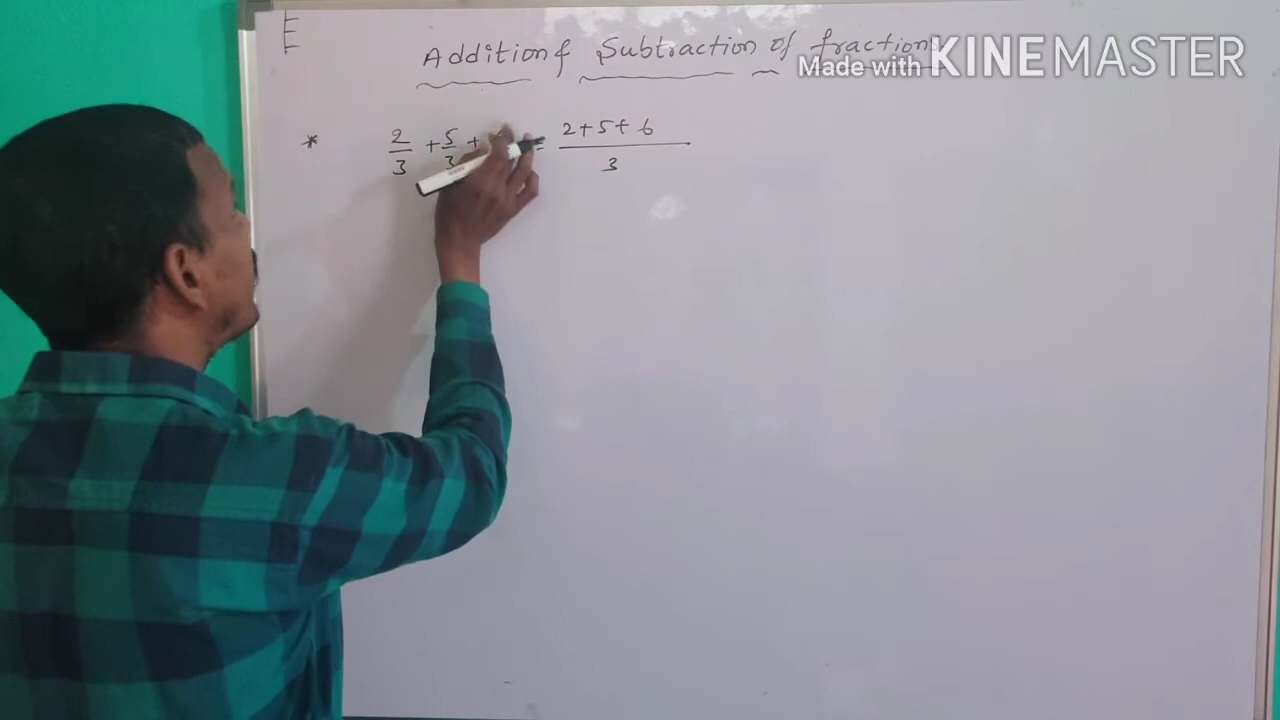 E
Addition & Subtraction of fractions
Made with KINEMASTER
* 2/3 + 5/3 + = 2+5+6/3